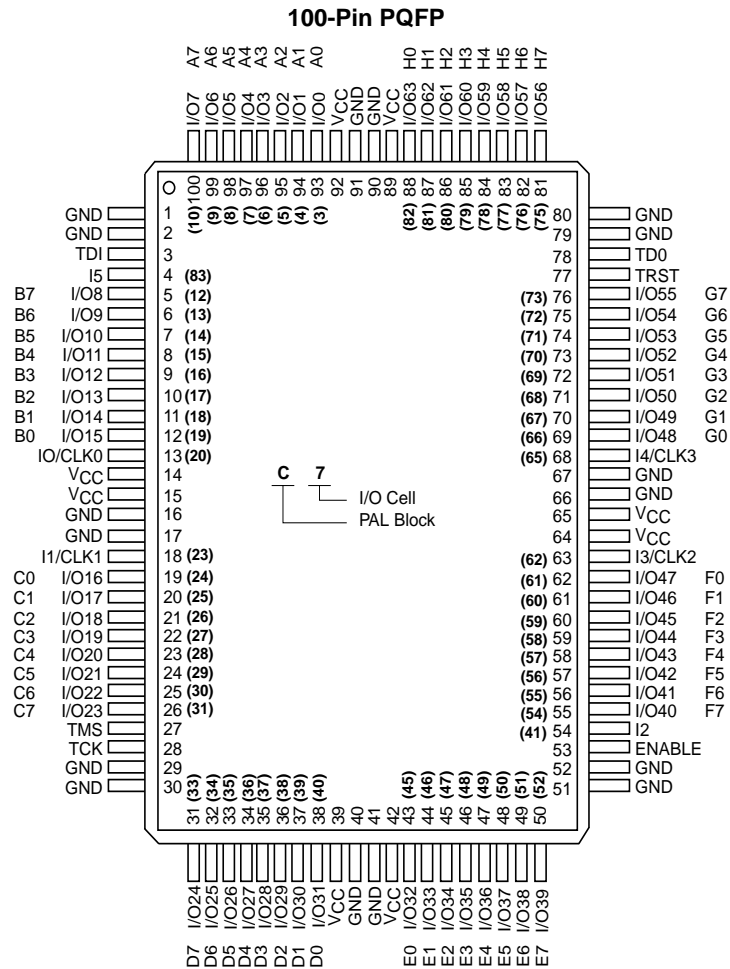 100-Pin PQFP
A7 A6 A5 A4 A3 A2 A1 A0 H0 H1 H2 H3 H4 H5 H6 H7
I/O7 I/O6 I/O5 I/O4 I/O3 I/O2 I/O1 I/O0 VCC GND GND VCC I/O63 I/O62 I/O61 I/O60 I/O59 I/O58 I/O57 I/O56
100 99 98 97 96 95 94 93 92 91 90 89 88 87 86 85 84 83 82 81
(10) (9) (8) (7) (6) (5) (4) (3) (82) (81) (80) (79) (78) (77) (76) (75)
GND 1 80 GND
GND 2 79 GND
TDI 3 78 TD0
I5 4 (83) 77 TRST
B7 I/O8 5 (12) (73) 76 I/O55 G7
B6 I/O9 6 (13) (72) 75 I/O54 G6
B5 I/O10 7 (14) (71) 74 I/O53 G5
B4 I/O11 8 (15) (70) 73 I/O52 G4
B3 I/O12 9 (16) (69) 72 I/O51 G3
B2 I/O13 10 (17) (68) 71 I/O50 G2
B1 I/O14 11 (18) (67) 70 I/O49 G1
B0 I/O15 12 (19) (66) 69 I/O48 G0
IO/CLK0 13 (20) (65) 68 I4/CLK3
VCC 14 C 7 67 GND
VCC 15 I/O Cell 66 GND
GND 16 PAL Block 65 VCC
GND 17 64 VCC
I1/CLK1 18 (23) (62) 63 I3/CLK2
C0 I/O16 19 (24) (61) 62 I/O47 F0
C1 I/O17 20 (25) (60) 61 I/O46 F1
C2 I/O18 21 (26) (59) 60 I/O45 F2
C3 I/O19 22 (27) (58) 59 I/O44 F3
C4 I/O20 23 (28) (57) 58 I/O43 F4
C5 I/O21 24 (29) (56) 57 I/O42 F5
C6 I/O22 25 (30) (55) 56 I/O41 F6
C7 I/O23 26 (31) (54) 55 I/O40 F7
TMS 27 (41) 54 I2
TCK 28 53 ENABLE
GND 29 52 GND
GND 30 51 GND
(33) (34) (35) (36) (37) (38) (39) (40) (45) (46) (47) (48) (49) (50) (51) (52)
31 32 33 34 35 36 37 38 39 40 41 42 43 44 45 46 47 48 49 50
I/O24 I/O25 I/O26 I/O27 I/O28 I/O29 I/O30 I/O31 VCC GND GND VCC I/O32 I/O33 I/O34 I/O35 I/O36 I/O37 I/O38 I/O39
D7 D6 D5 D4 D3 D2 D1 D0 E0 E1 E2 E3 E4 E5 E6 E7